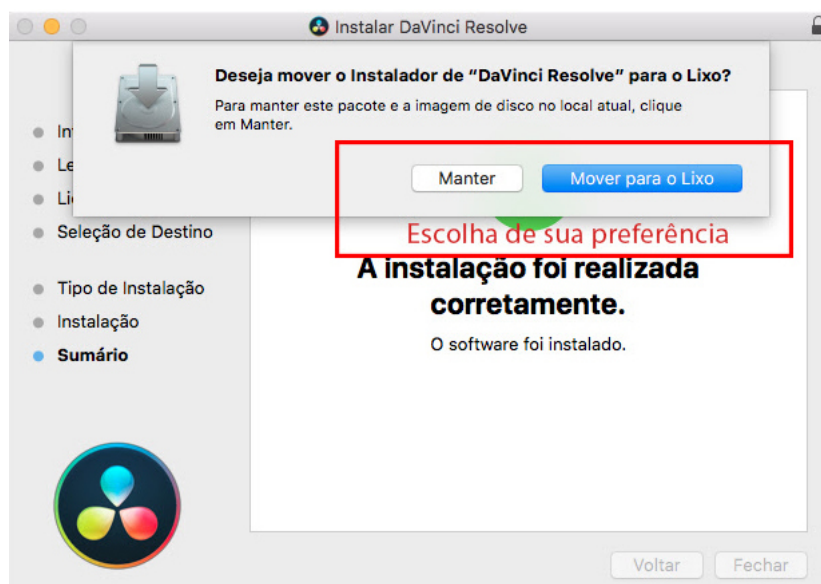 Instalar DaVinci Resolve
Deseja mover o Instalador de “DaVinci Resolve” para o Lixo?
Para manter este pacote e a imagem de disco no local atual, clique
em Manter.
Manter
Mover para o Lixo
Escolha de sua preferência
Seleção de Destino
Tipo de Instalação
Instalação
Sumário
A instalação foi realizada
corretamente.
O software foi instalado.
Voltar
Fechar